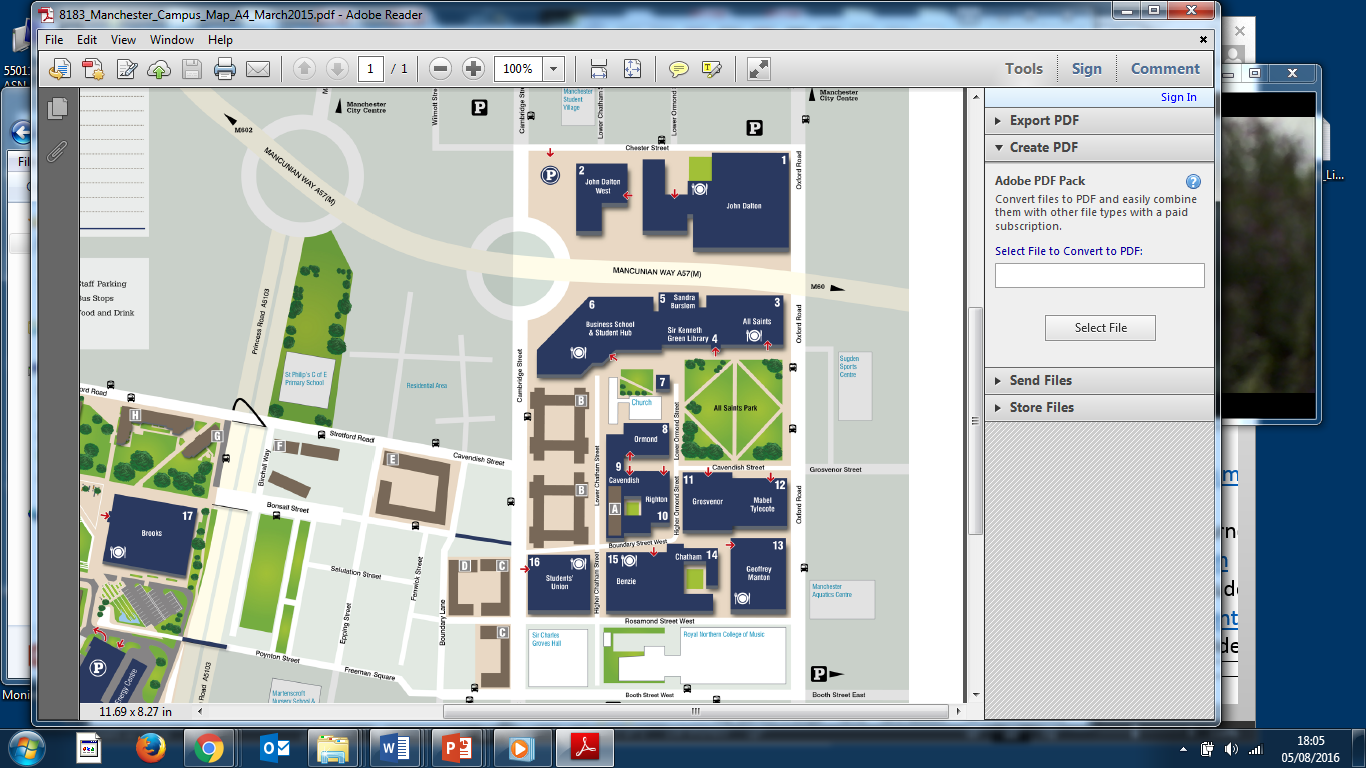 8183_Manchester_Campus_Map_A4_March2015.pdf - Adobe Reader
File Edit View Window Help
1 / 1
100%
Tools Sign Comment
Sign In
Export PDF
Create PDF
Adobe PDF Pack
Convert files to PDF and easily combine
them with other file types with a paid
subscription.
Select File to Convert to PDF:
Select File
Send Files
Store Files
Manchester
City Centre
P
Manchester
Student
Village
Lower Ormond
P
Manchester
City Centre
M602
MANCUNIAN WAY A57(M)
Chester Street
Oxford Road
P
2
John Dalton
West
1
John Dalton
MANCUNIAN WAY A57(M)
M60
Staff Parking
Bus Stops
Food and Drink
Princess Road A5103
6
Business School
& Student Hub
5
Sandra
Burslem
Sir Kenneth
Green Library
4
3
All Saints
Oxford Road
Cambridge Street
St Philip's C of E
Primary School
Residential Area
Sugden
Sports
Centre
7
Church
B
All Saints Park
Lower Ormond Street
8
Ormond
H
G
Stretford Road
F
E
Cavendish Street
Birchall Way
Lower Chatham Street
9
Cavendish
Cavendish Street
Grosvenor Street
B
A
Righton
10
Higher Ormond Street
11
Grosvenor
12
Mabel
Tylecote
Oxford Road
Bonsall Street
17
Brooks
Boundary Street West
Salutation Street
Fenwick Street
Epping Street
Boundary Lane
D
C
16
Students'
Union
Higher Chatham Street
15
Benzie
Chatham
14
13
Geoffrey
Manton
Manchester
Aquatics Centre
Rosamond Street West
C
Sir Charles
Groves Hall
Royal Northern College of Music
Poynton Street
Freeman Square
P
Energy Centre
Road A5103
Martenscroft
Nursery School &
P
Booth Street West
Booth Street East
11.69 x 8.27 in
18:05
05/08/2016